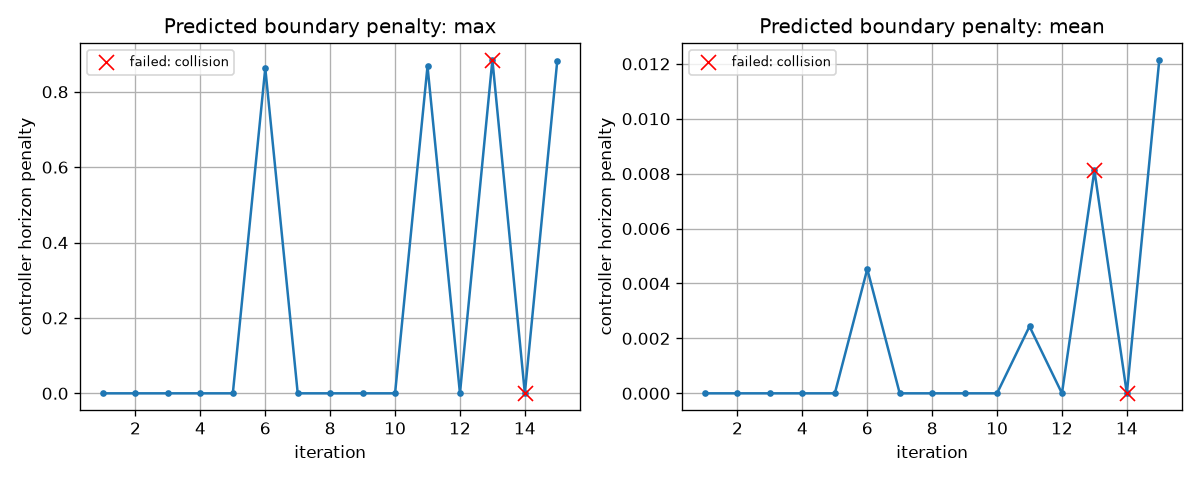 Predicted boundary penalty: max
failed: collision
controller horizon penalty
0.8
0.6
0.4
0.2
0.0
2 4 6 8 10 12 14
iteration
Predicted boundary penalty: mean
failed: collision
controller horizon penalty
0.012
0.010
0.008
0.006
0.004
0.002
0.000
2 4 6 8 10 12 14
iteration